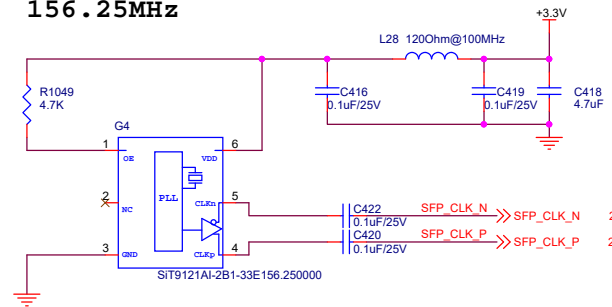 156.25MHz
+3.3V
L28 120Ohm@100MHz
R1049
4.7K
C416
0.1uF/25V
C419
0.1uF/25V
C418
4.7uF
G4
1
OE
VDD
6
2
NC
PLL
CLKn
5
3
GND
CLKp
4
SiT9121AI-2B1-33E156.250000
C422
0.1uF/25V
SFP_CLK_N
SFP_CLK_N
2
C420
0.1uF/25V
SFP_CLK_P
SFP_CLK_P
2